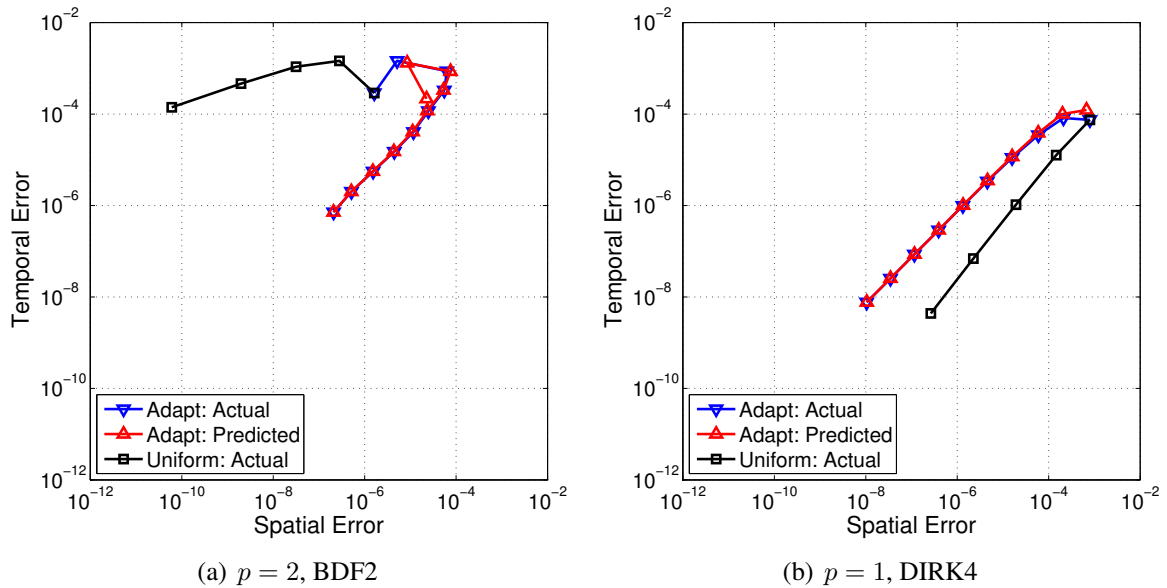 10⁻²
10⁻⁴
10⁻⁶
10⁻⁸
10⁻¹⁰
10⁻¹²
Temporal Error
Adapt: Actual
Adapt: Predicted
Uniform: Actual
10⁻¹² 10⁻¹⁰ 10⁻⁸ 10⁻⁶ 10⁻⁴ 10⁻²
Spatial Error
(a) p = 2, BDF2
10⁻²
10⁻⁴
10⁻⁶
10⁻⁸
10⁻¹⁰
10⁻¹²
Temporal Error
Adapt: Actual
Adapt: Predicted
Uniform: Actual
10⁻¹² 10⁻¹⁰ 10⁻⁸ 10⁻⁶ 10⁻⁴ 10⁻²
Spatial Error
(b) p = 1, DIRK4